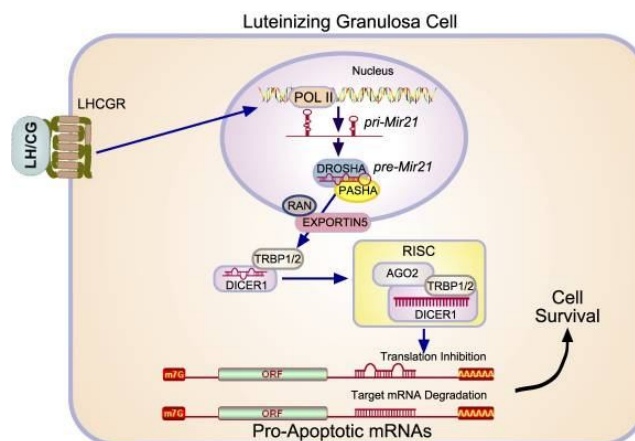 Luteinizing Granulosa Cell
LHCGR
LH/CG
Nucleus
POL II
pri-Mir21
DROSHA
pre-Mir21
PASHA
RAN
EXPORTIN5
TRBP1/2
DICER1
RISC
AGO2
TRBP1/2
DICER1
Cell
Survival
Translation Inhibition
m7G ORF AAAAAA
Target mRNA Degradation
m7G ORF AAAAAA
Pro-Apoptotic mRNAs